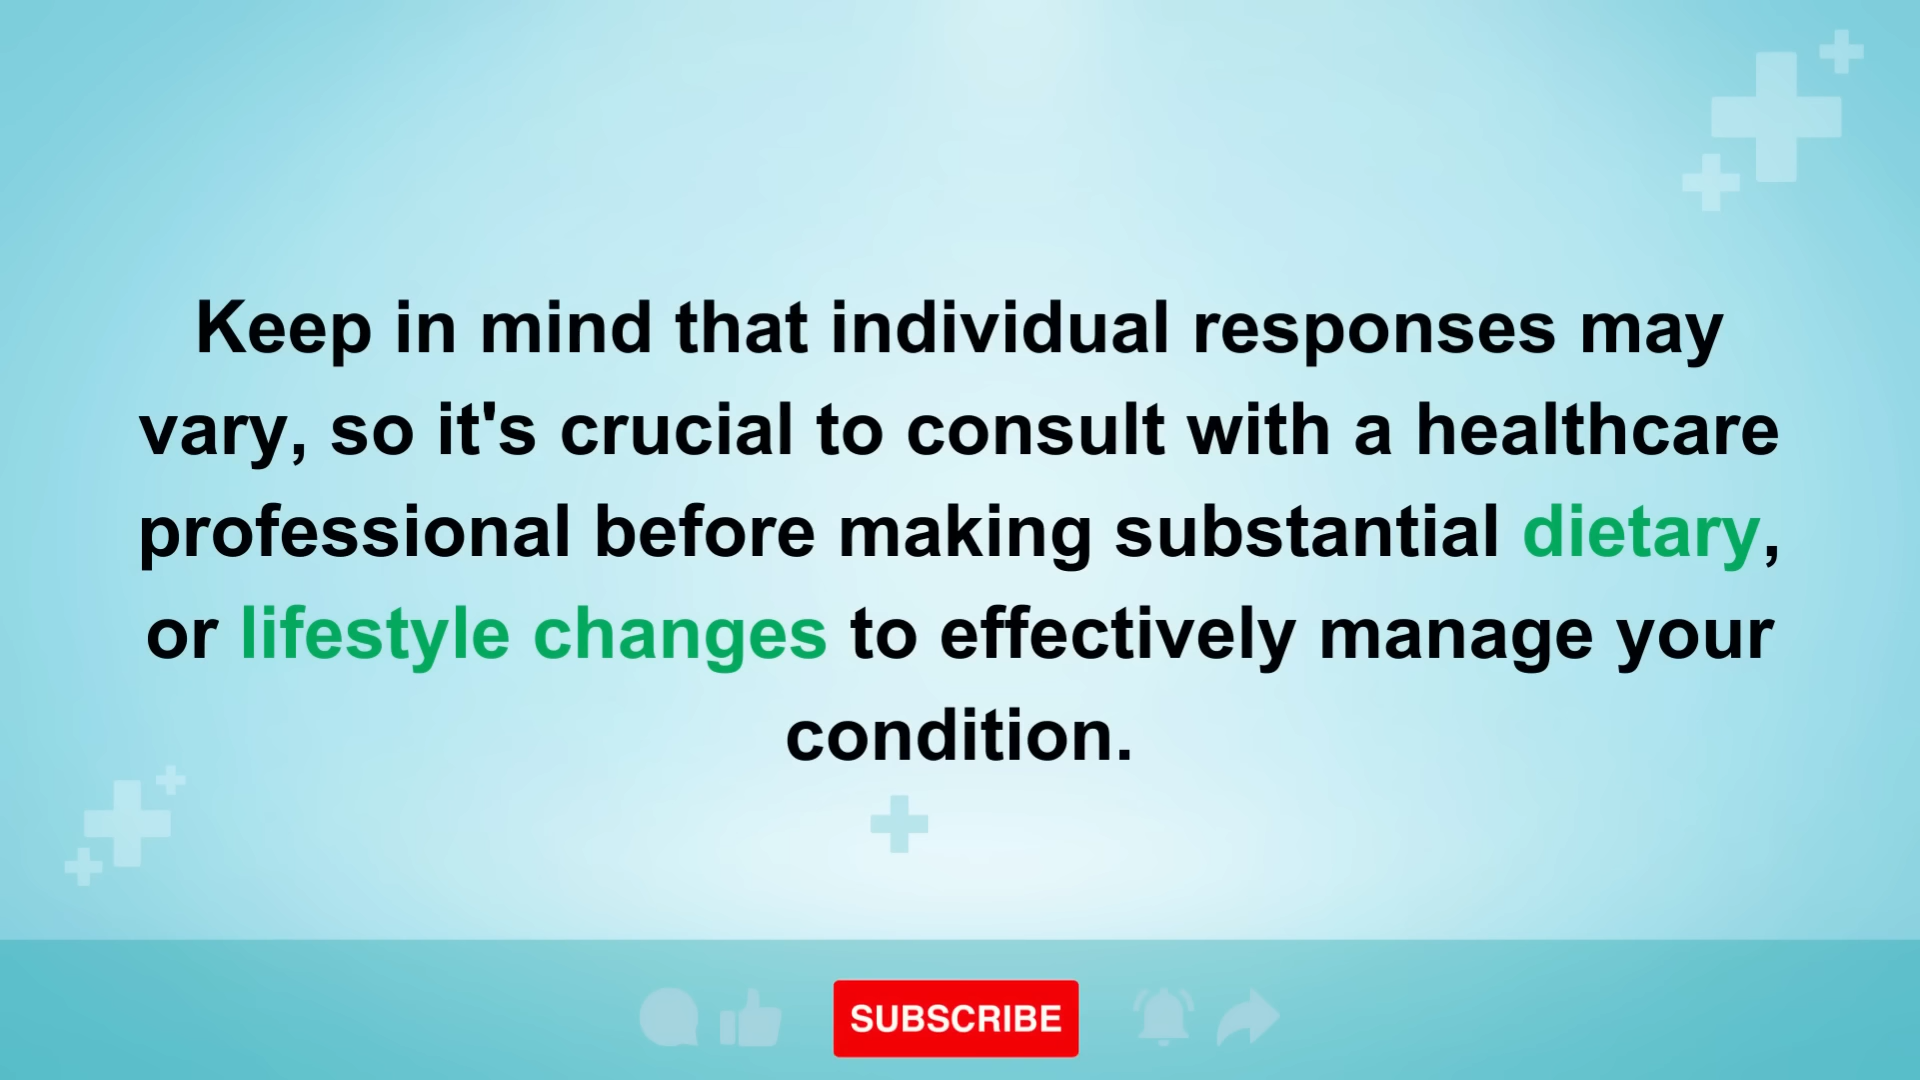 Keep in mind that individual responses may
vary, so it's crucial to consult with a healthcare
professional before making substantial dietary,
or lifestyle changes to effectively manage your
condition.
SUBSCRIBE